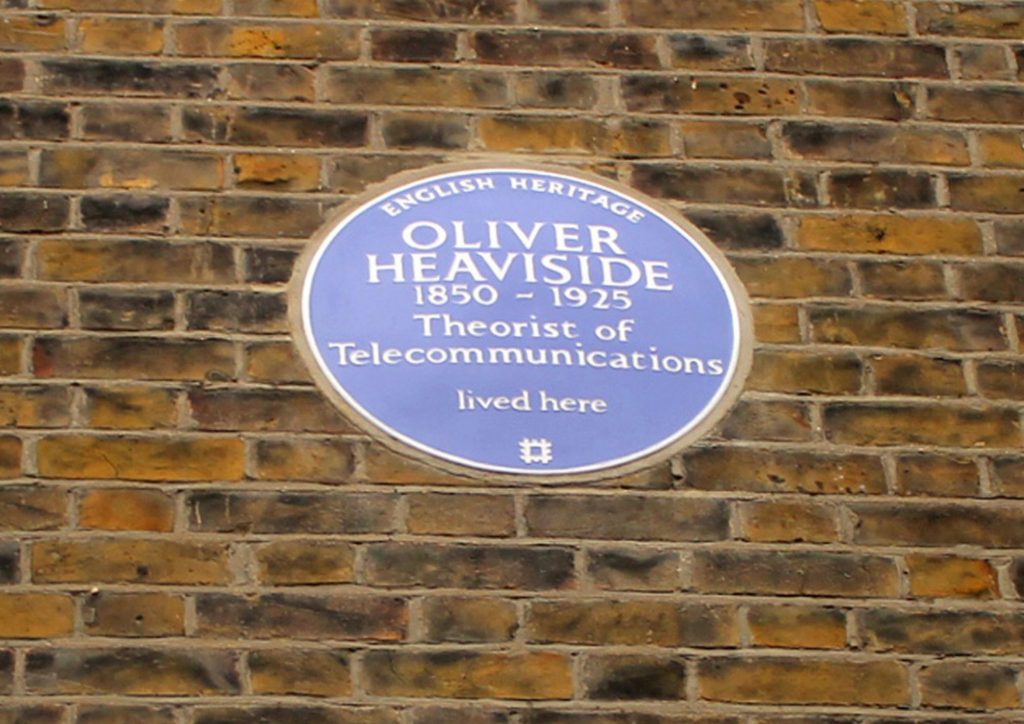 ENGLISH HERITAGE
OLIVER
HEAVISIDE
1850 - 1925
Theorist of
Telecommunications
lived here